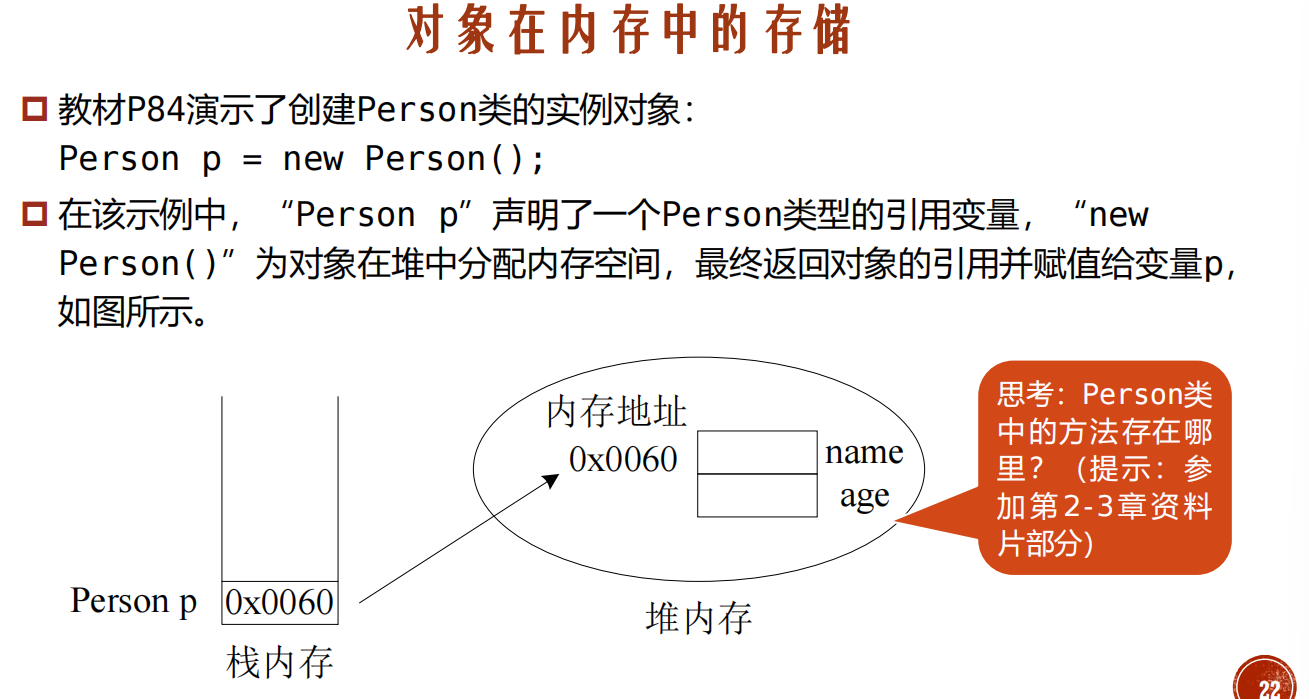 对象在内存中的存储
教材P84演示了创建Person类的实例对象：
Person p = new Person();
在该示例中，“Person p”声明了一个Person类型的引用变量，“new
Person()”为对象在堆中分配内存空间，最终返回对象的引用并赋值给变量p，
如图所示。
内存地址
0x0060
name
age
思考：Person类
中的方法存在哪
里？（提示：参
加第2-3章资料
片部分）
Person p
0x0060
堆内存
栈内存
22